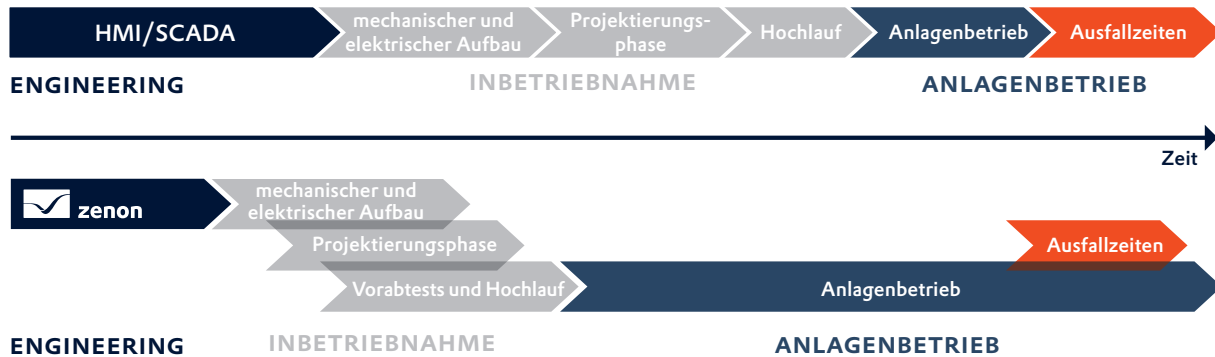 HMI/SCADA
mechanischer und
elektrischer Aufbau
Projektierungs-
phase
Hochlauf
Anlagenbetrieb
Ausfallzeiten
ENGINEERING
INBETRIEBNAHME
ANLAGENBETRIEB
Zeit
zenon
mechanischer und
elektrischer Aufbau
Projektierungsphase
Ausfallzeiten
Vorabtests und Hochlauf
Anlagenbetrieb
ENGINEERING
INBETRIEBNAHME
ANLAGENBETRIEB